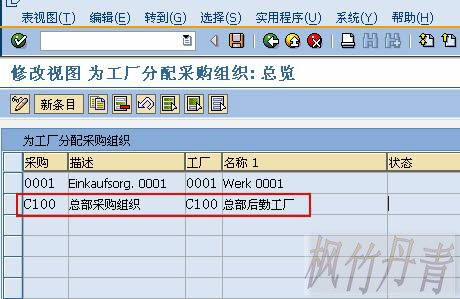 表视图(T) 编辑(E) 转到(G) 选择(S) 实用程序(U) 系统(Y) 帮助(H)
修改视图 为工厂分配采购组织: 总览
新条目
为工厂分配采购组织
采购 描述 工厂 名称 1 状态
0001 Einkaufsorg. 0001 0001 Werk 0001
C100 总部采购组织 C100 总部后勤工厂
枫竹丹青